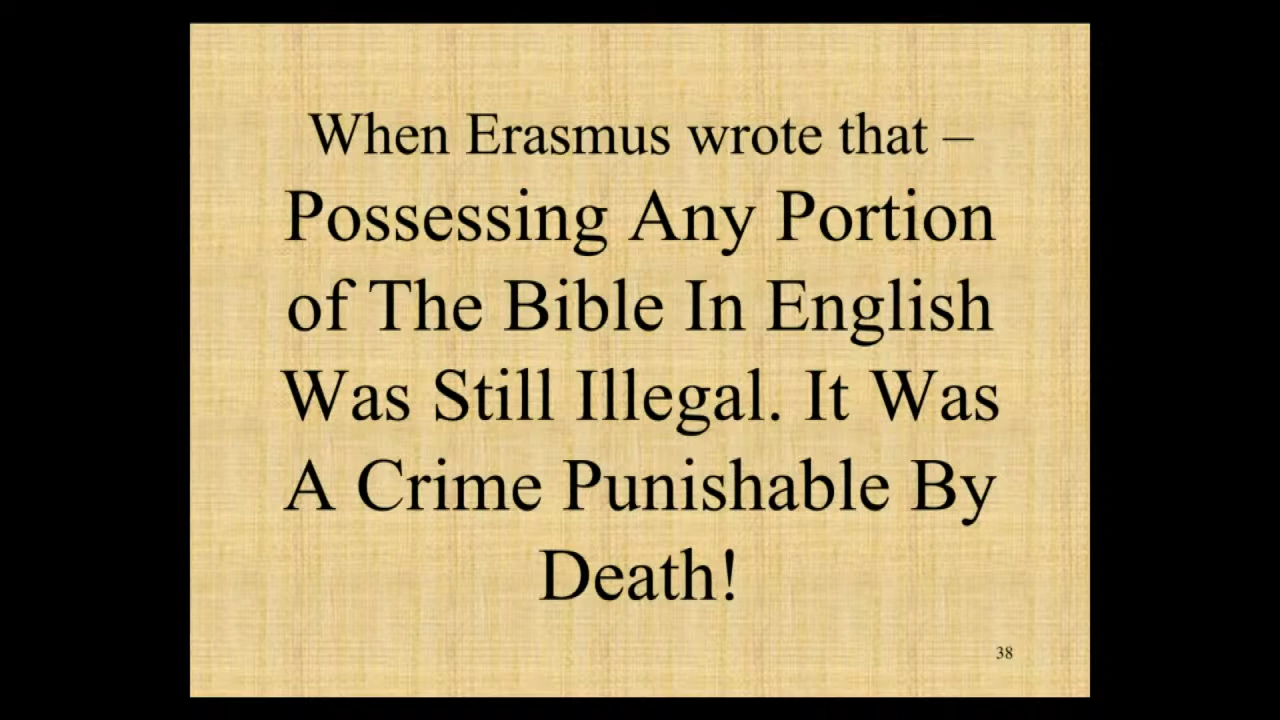 When Erasmus wrote that –
Possessing Any Portion
of The Bible In English
Was Still Illegal. It Was
A Crime Punishable By
Death!
38